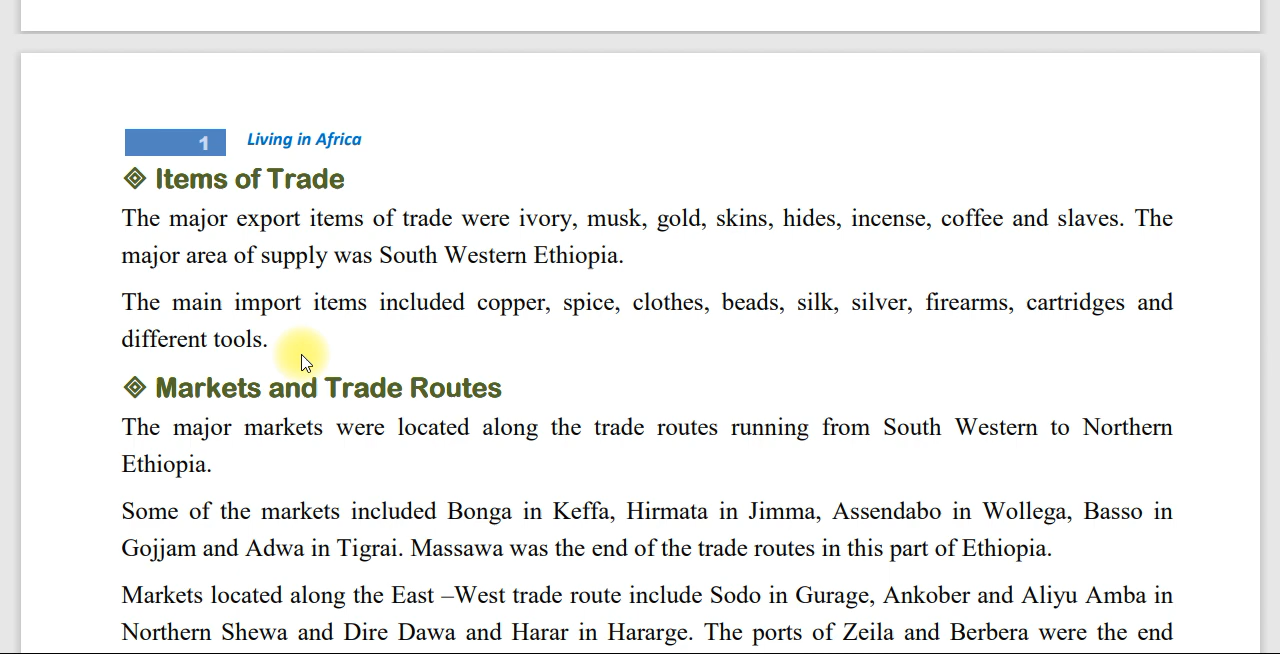 1 Living in Africa
Items of Trade
The major export items of trade were ivory, musk, gold, skins, hides, incense, coffee and slaves. The
major area of supply was South Western Ethiopia.
The main import items included copper, spice, clothes, beads, silk, silver, firearms, cartridges and
different tools.
Markets and Trade Routes
The major markets were located along the trade routes running from South Western to Northern
Ethiopia.
Some of the markets included Bonga in Keffa, Hirmata in Jimma, Assendabo in Wollega, Basso in
Gojjam and Adwa in Tigrai. Massawa was the end of the trade routes in this part of Ethiopia.
Markets located along the East –West trade route include Sodo in Gurage, Ankober and Aliyu Amba in
Northern Shewa and Dire Dawa and Harar in Hararge. The ports of Zeila and Berbera were the end